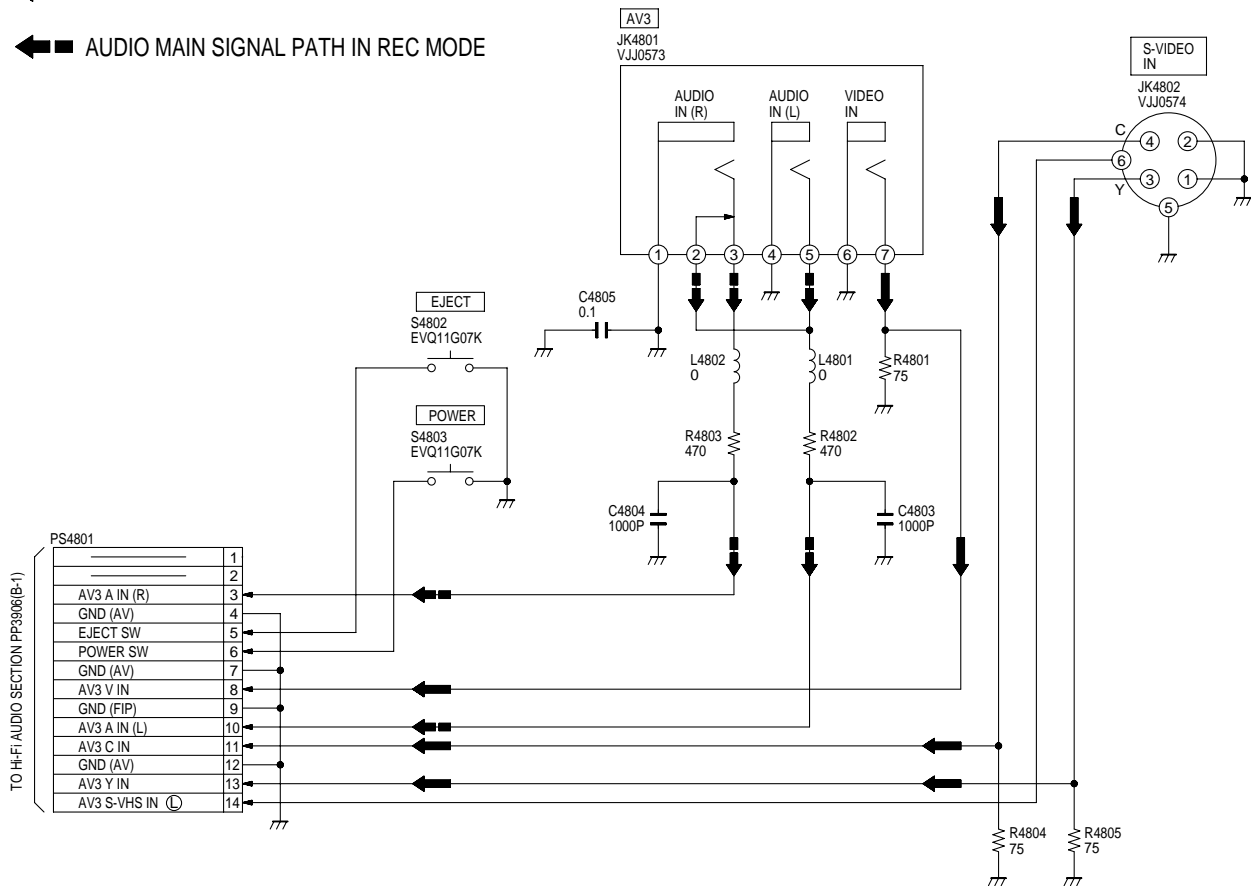 AUDIO MAIN SIGNAL PATH IN REC MODE
AV3
JK4801
VJJ0573
AUDIO
IN (R)
AUDIO
IN (L)
VIDEO
IN
1
2
3
4
5
6
7
S-VIDEO
IN
JK4802
VJJ0574
C
4
2
6
3
1
Y
5
C4805
0.1
EJECT
S4802
EVQ11G07K
POWER
S4803
EVQ11G07K
L4802
0
L4801
0
R4801
75
R4803
470
R4802
470
C4804
1000P
C4803
1000P
PS4801
TO Hi-Fi AUDIO SECTION PP3906(B-1)
1
2
AV3 A IN (R) 3
GND (AV) 4
EJECT SW 5
POWER SW 6
GND (AV) 7
AV3 V IN 8
GND (FIP) 9
AV3 A IN (L) 10
AV3 C IN 11
GND (AV) 12
AV3 Y IN 13
AV3 S-VHS IN Ⓛ 14
R4804
75
R4805
75